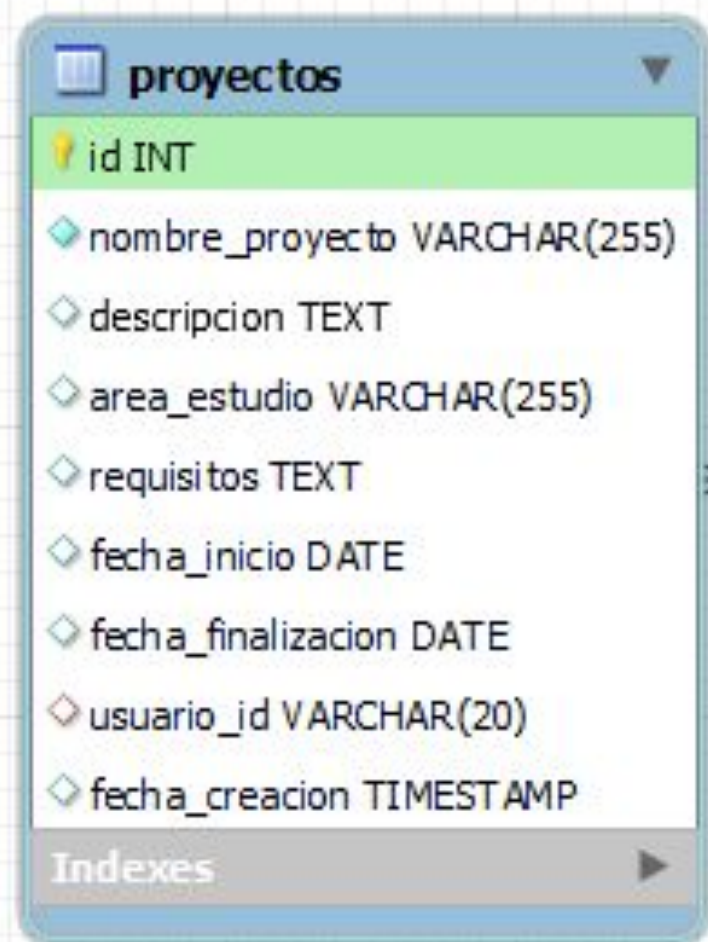 proyectos
id INT
nombre_proyecto VARCHAR(255)
descripcion TEXT
area_estudio VARCHAR(255)
requisitos TEXT
fecha_inicio DATE
fecha_finalizacion DATE
usuario_id VARCHAR(20)
fecha_creacion TIMESTAMP
Indexes